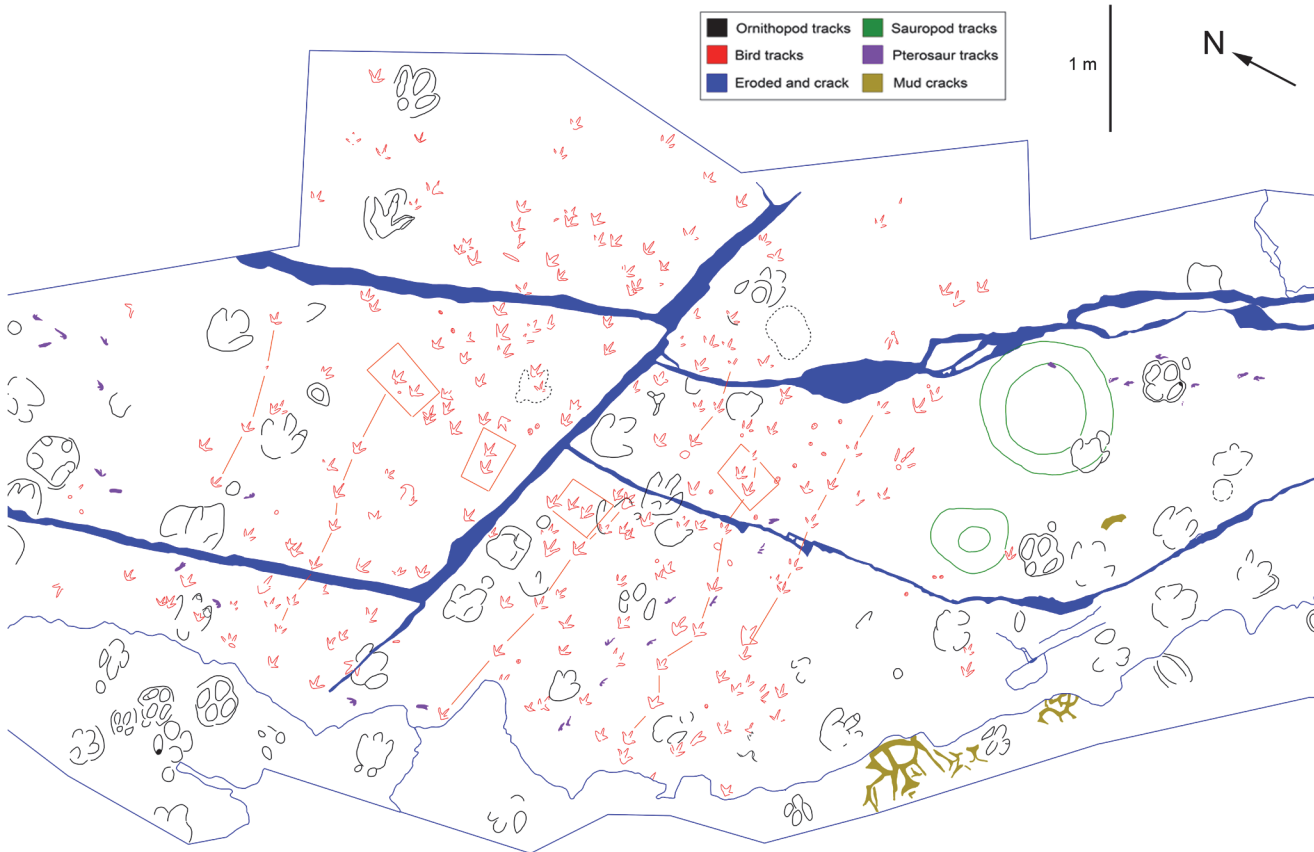 Ornithopod tracks
Sauropod tracks
Bird tracks
Pterosaur tracks
Eroded and crack
Mud cracks
1 m
N